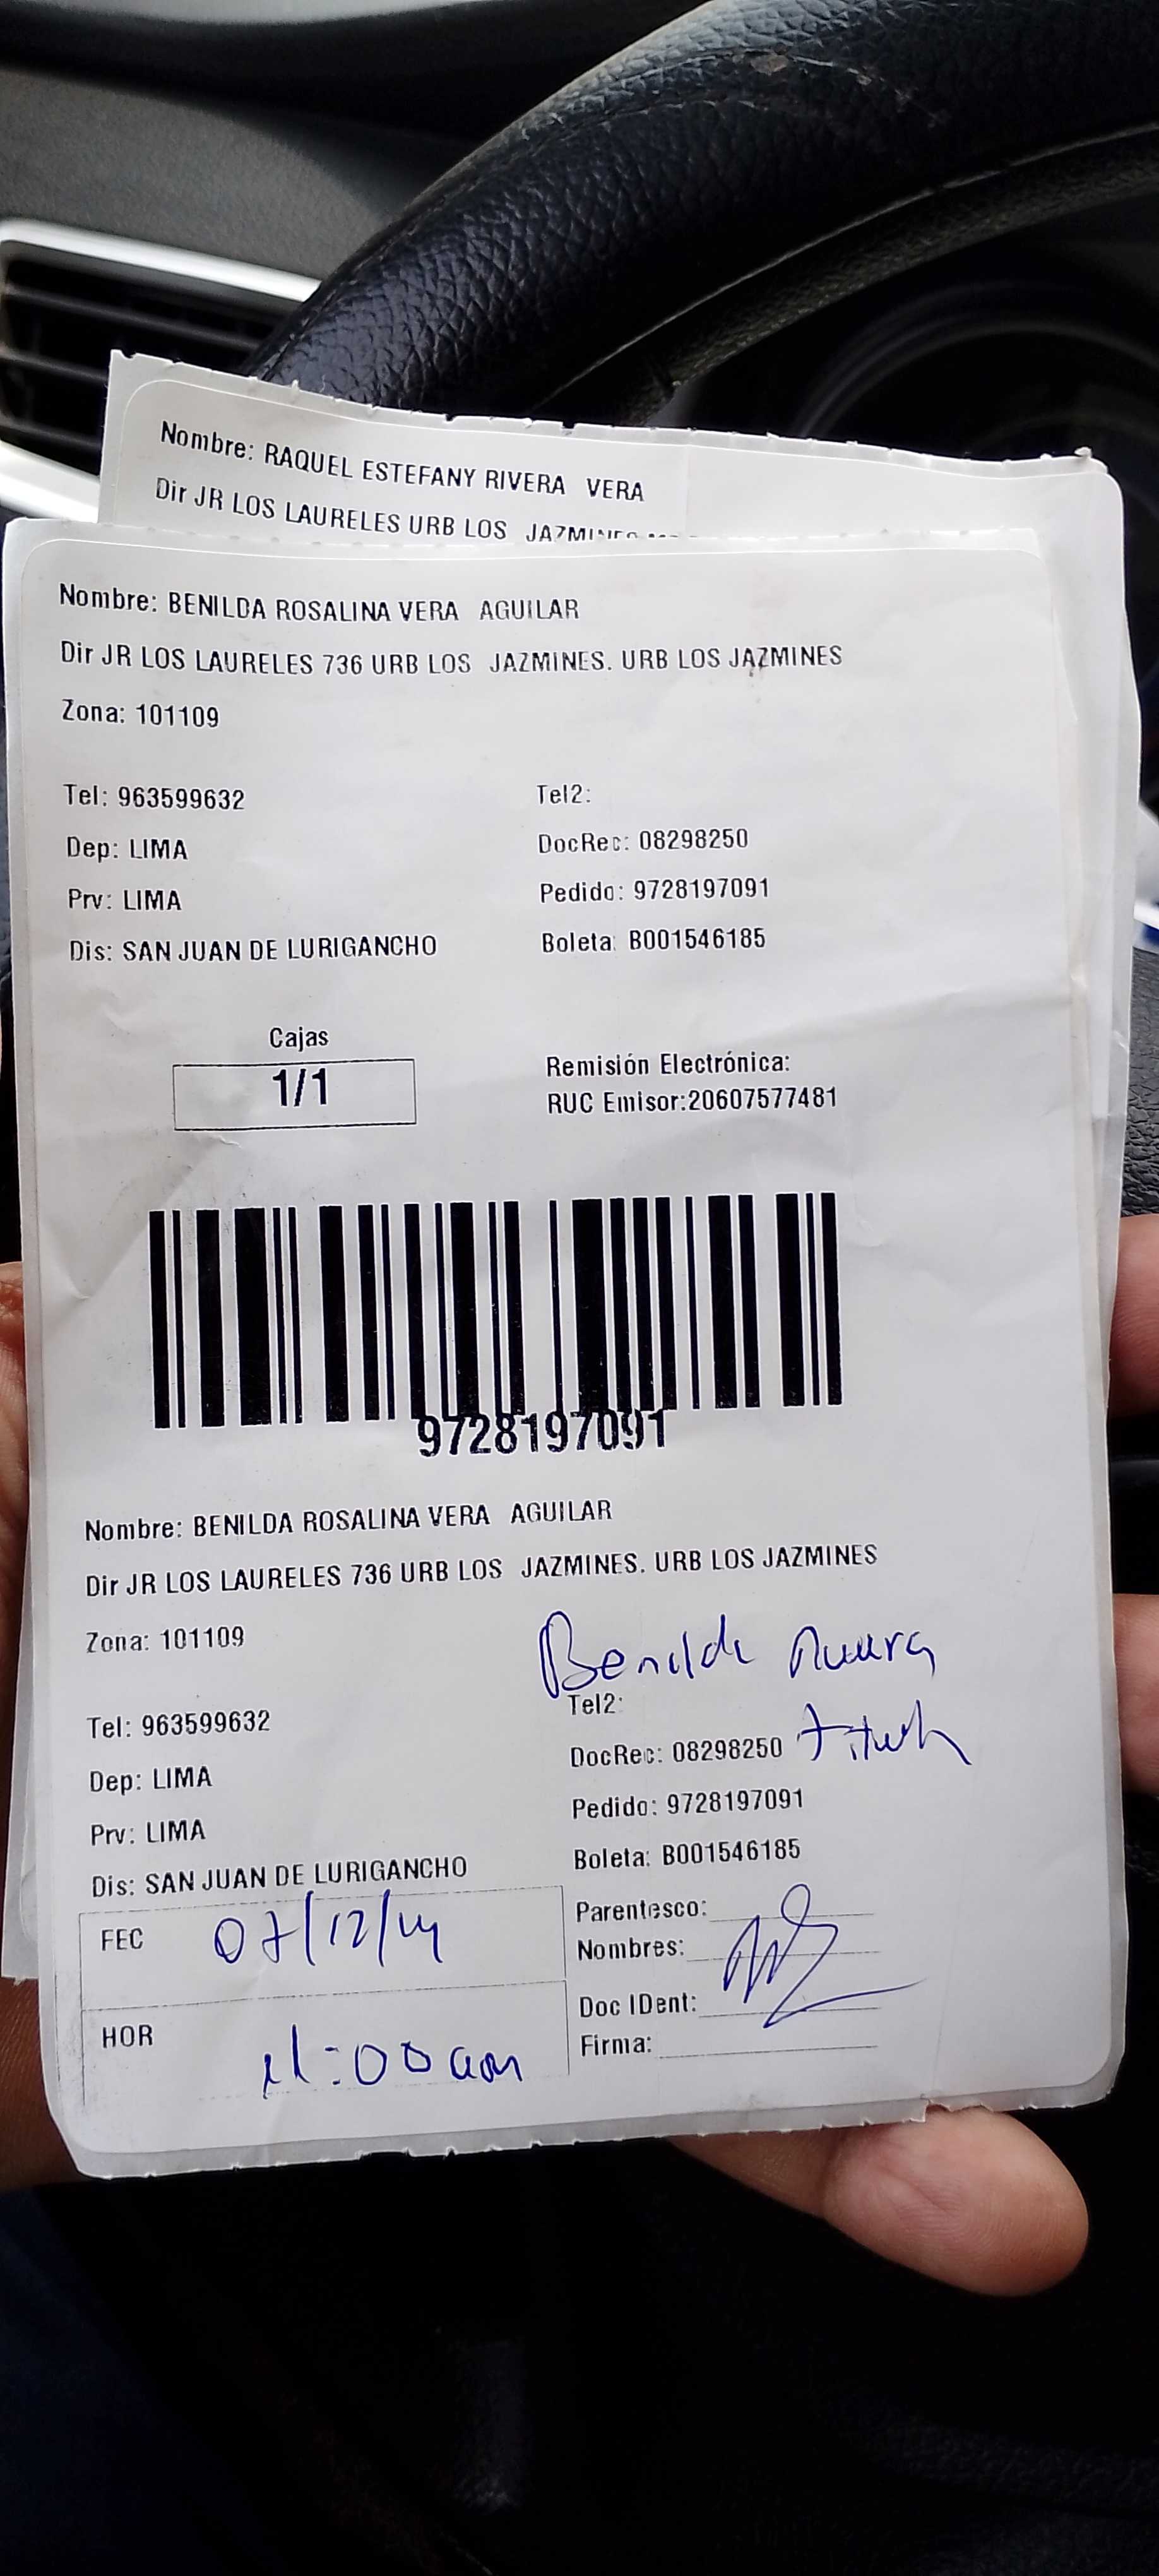 Nombre: RAQUEL ESTEFANY RIVERA VERA
Dir JR LOS LAURELES URB LOS JAZMINES
Nombre: BENILDA ROSALINA VERA AGUILAR
Dir JR LOS LAURELES 736 URB LOS JAZMINES. URB LOS JAZMINES
Zona: 101109
Tel: 963599632 Tel2:
Dep: LIMA DocRec: 08298250
Prv: LIMA Pedido: 9728197091
Dis: SAN JUAN DE LURIGANCHO Boleta: B001546185
Cajas
1/1
Remisión Electrónica:
RUC Emisor:20607577481
9728197091
Nombre: BENILDA ROSALINA VERA AGUILAR
Dir JR LOS LAURELES 736 URB LOS JAZMINES. URB LOS JAZMINES
Zona: 101109
Benilda
Tel: 963599632 Tel2:
Dep: LIMA DocRec: 08298250
Prv: LIMA Pedido: 9728197091
Dis: SAN JUAN DE LURIGANCHO Boleta: B001546185
FEC 07/12/ Parentesco:
Nombres:
HOR 11:00am Doc IDent:
Firma: